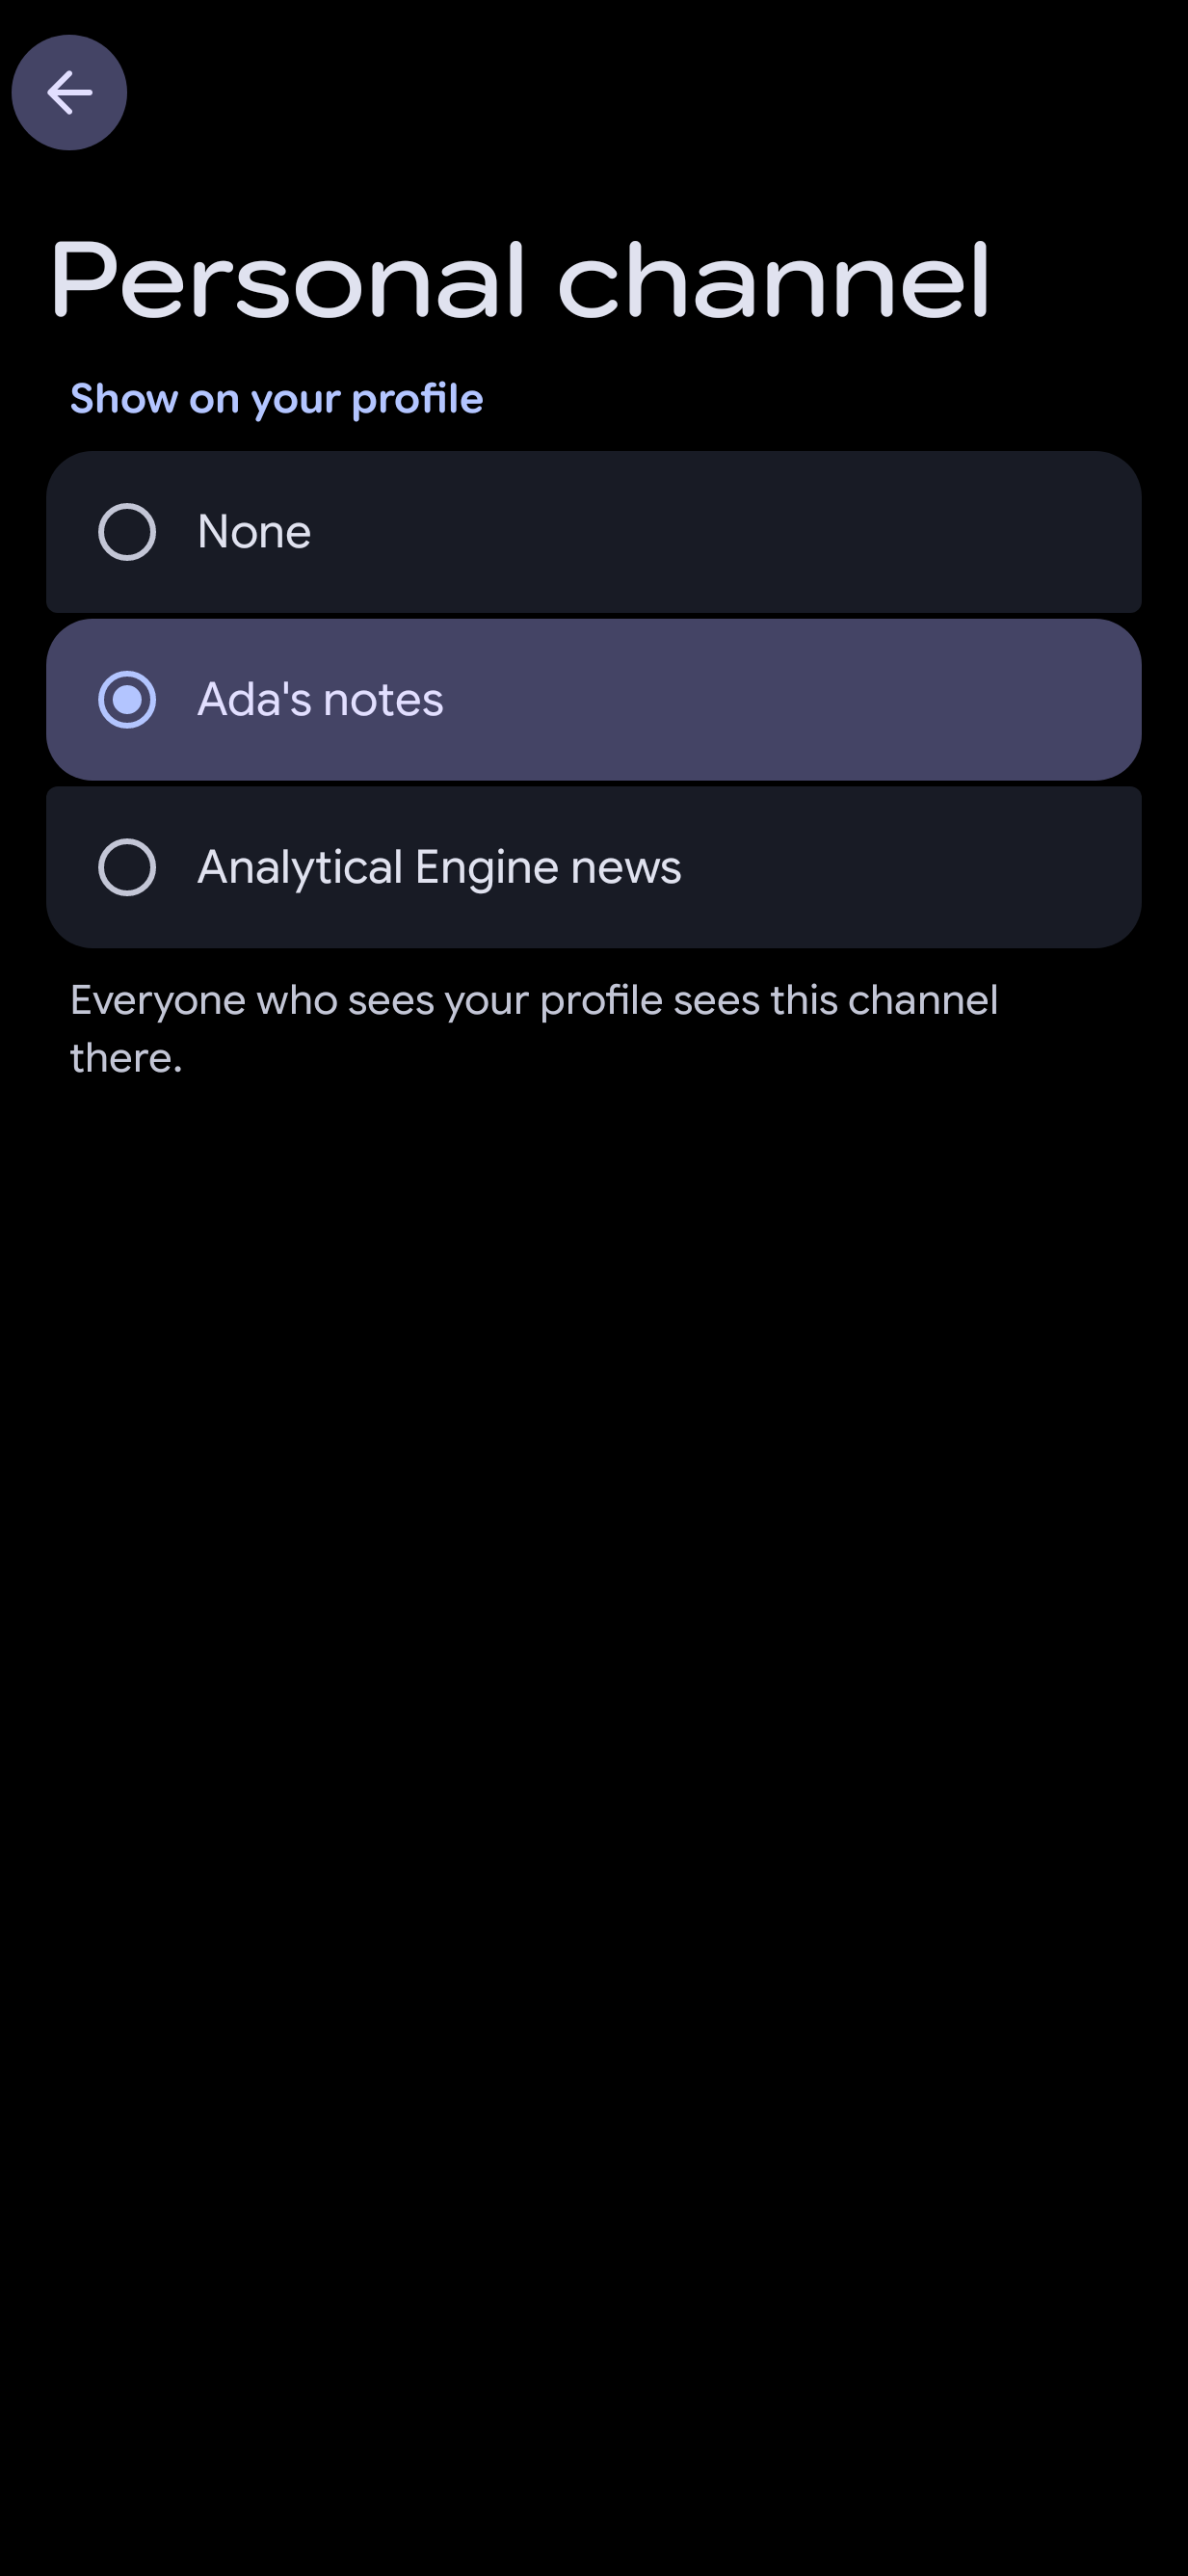 Personal channel
Show on your profile
None
Ada's notes
Analytical Engine news
Everyone who sees your profile sees this channel
there.